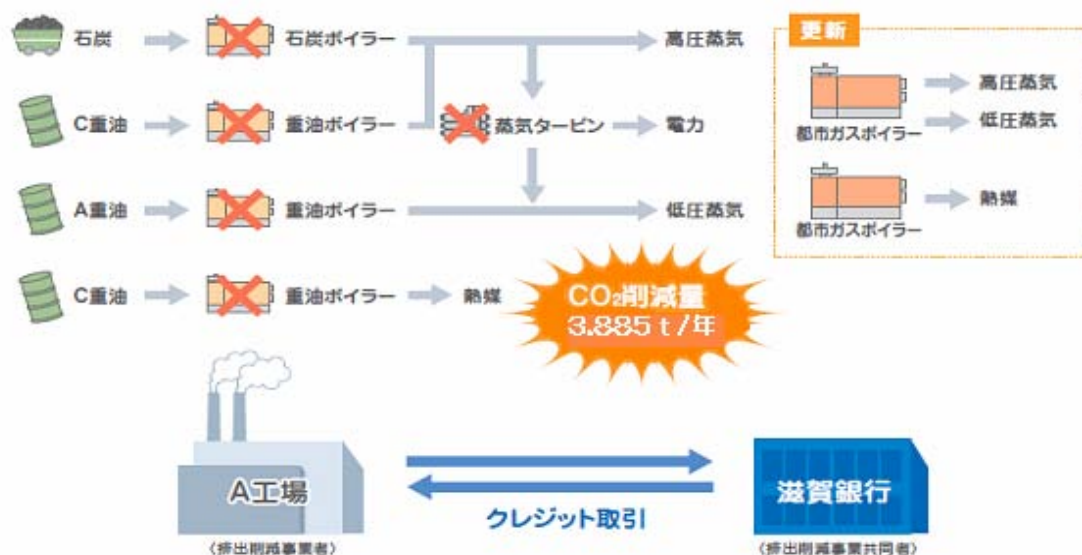 石炭 石炭ボイラー 高圧蒸気
C重油 重油ボイラー 蒸気タービン 電力
A重油 重油ボイラー 低圧蒸気
C重油 重油ボイラー 熱媒
更新
高圧蒸気
低圧蒸気
都市ガスボイラー
熱媒
都市ガスボイラー
CO₂削減量
3.885t/年
A工場
滋賀銀行
クレジット取引
〈排出削減事業者〉
〈排出削減事業共同者〉